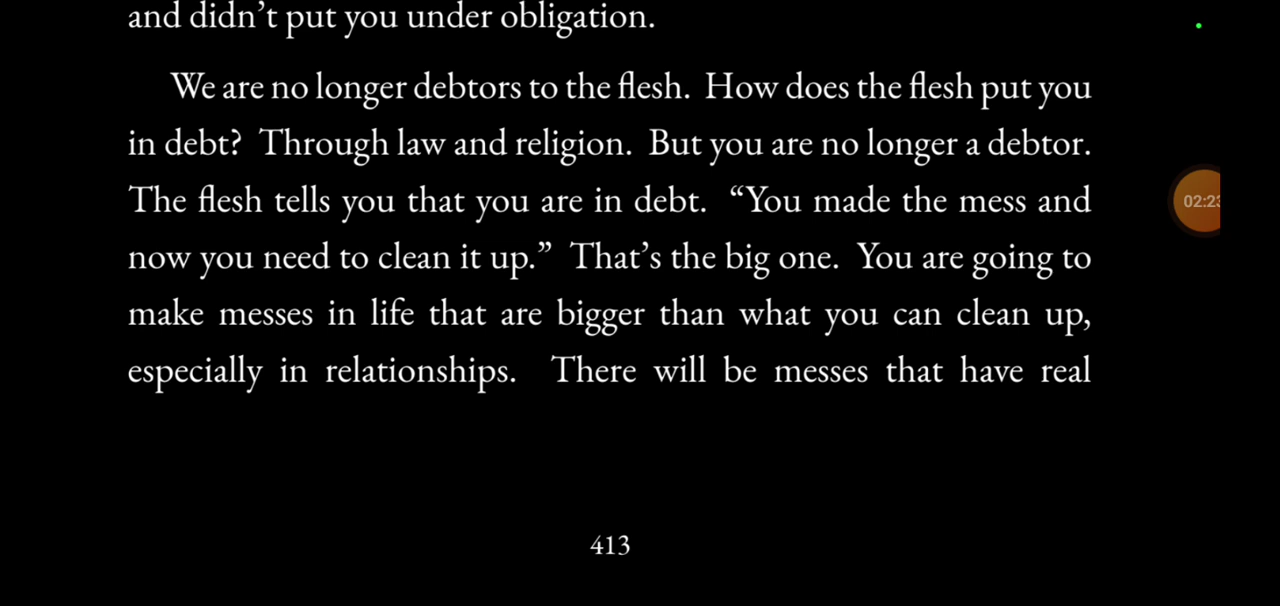 and didn’t put you under obligation.
We are no longer debtors to the flesh. How does the flesh put you
in debt? Through law and religion. But you are no longer a debtor.
The flesh tells you that you are in debt. “You made the mess and
now you need to clean it up.” That’s the big one. You are going to
make messes in life that are bigger than what you can clean up,
especially in relationships. There will be messes that have real
413